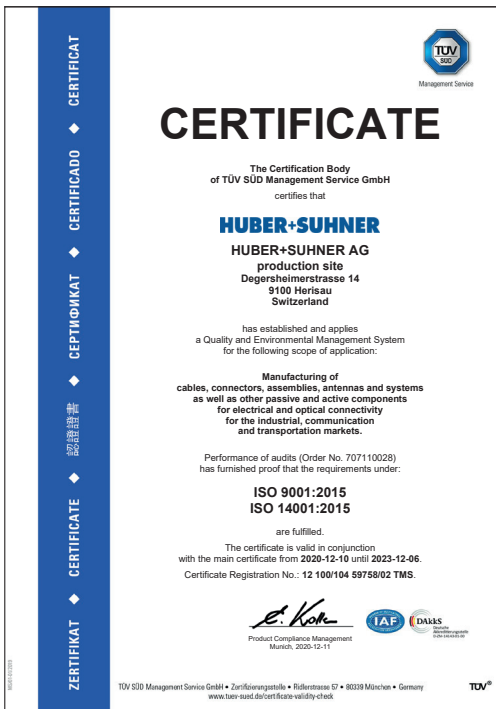 TÜV
SÜD
Management Service
CERTIFICATE
The Certification Body
of TÜV SÜD Management Service GmbH
certifies that
HUBER+SUHNER
HUBER+SUHNER AG
production site
Degersheimerstrasse 14
9100 Herisau
Switzerland
has established and applies
a Quality and Environmental Management System
for the following scope of application:
Manufacturing of
cables, connectors, assemblies, antennas and systems
as well as other passive and active components
for electrical and optical connectivity
for the industrial, communication
and transportation markets.
Performance of audits (Order No. 707110028)
has furnished proof that the requirements under:
ISO 9001:2015
ISO 14001:2015
are fulfilled.
The certificate is valid in conjunction
with the main certificate from 2020-12-10 until 2023-12-06.
Certificate Registration No.: 12 100/104 59758/02 TMS.
Product Compliance Management
Munich, 2020-12-11
IAF
DAkkS
Deutsche
Akkreditierungsstelle
TÜV SÜD Management Service GmbH • Zertifizierungsstelle • Ridlerstrasse 57 • 80339 München • Germany
www.tuev-sued.de/certificate-validity-check
TÜV®
ZERTIFIKAT ◆ CERTIFICATE ◆ 認證證書 ◆ СЕРТИФИКАТ ◆ CERTIFICADO ◆ CERTIFICAT